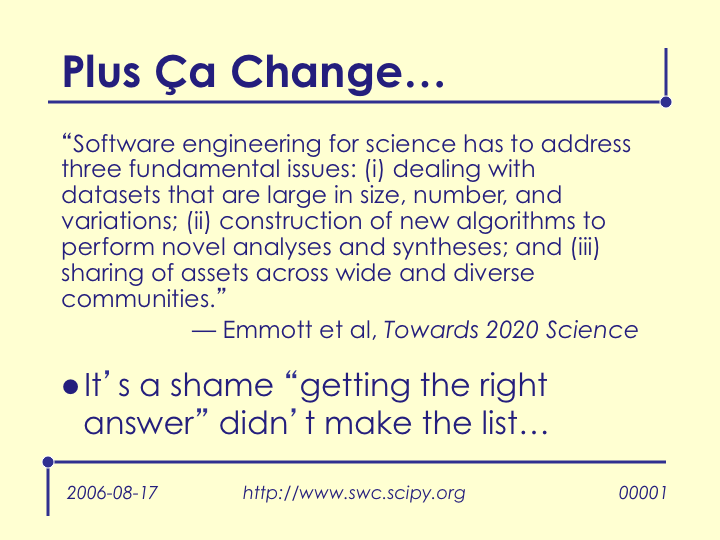 Plus Ça Change…
“Software engineering for science has to address
three fundamental issues: (i) dealing with
datasets that are large in size, number, and
variations; (ii) construction of new algorithms to
perform novel analyses and syntheses; and (iii)
sharing of assets across wide and diverse
communities.”
— Emmott et al, Towards 2020 Science
●It’s a shame “getting the right
answer” didn’t make the list…
2006-08-17 http://www.swc.scipy.org 00001